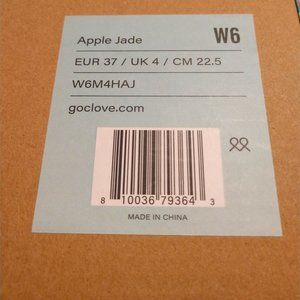 Apple Jade W6
EUR 37 / UK 4 / CM 22.5
W6M4HAJ
goclove.com
8 10036 79364 3
MADE IN CHINA